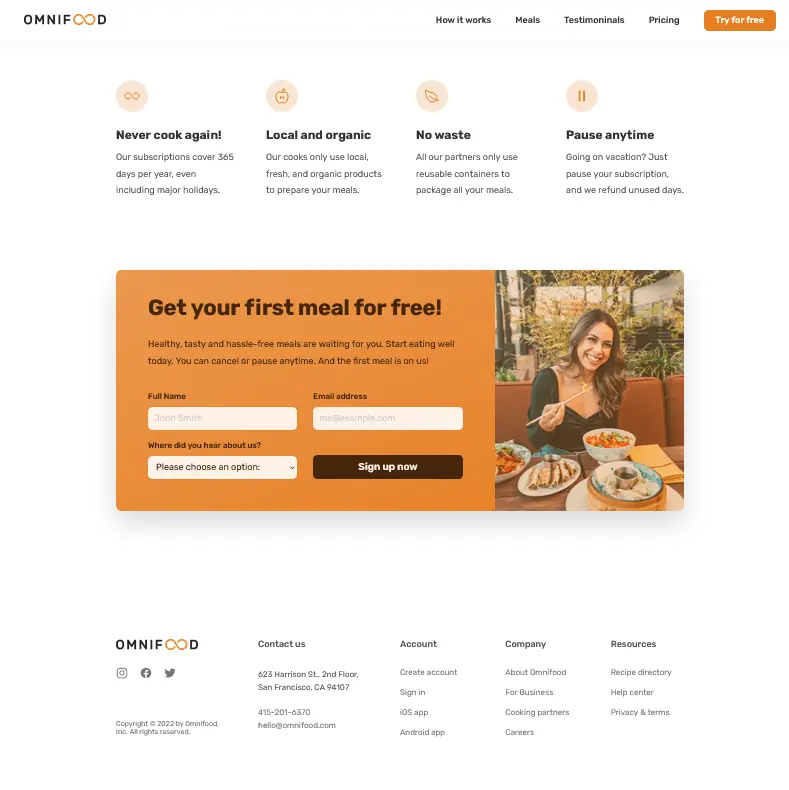 OMNIFOOD
How it works
Meals
Testimoninals
Pricing
Try for free
Never cook again!
Our subscriptions cover 365
days per year, even
including major holidays.
Local and organic
Our cooks only use local,
fresh, and organic products
to prepare your meals.
No waste
All our partners only use
reusable containers to
package all your meals.
Pause anytime
Going on vacation? Just
pause your subscription,
and we refund unused days.
Get your first meal for free!
Healthy, tasty and hassle-free meals are waiting for you. Start eating well
today. You can cancel or pause anytime. And the first meal is on us!
Full Name
John Smith
Email address
me@example.com
Where did you hear about us?
Please choose an option:
Sign up now
OMNIFOOD
Copyright © 2022 by Omnifood,
Inc. All rights reserved.
Contact us
623 Harrison St., 2nd Floor,
San Francisco, CA 94107
415-201-6370
hello@omnifood.com
Account
Create account
Sign in
iOS app
Android app
Company
About Omnifood
For Business
Cooking partners
Careers
Resources
Recipe directory
Help center
Privacy & terms